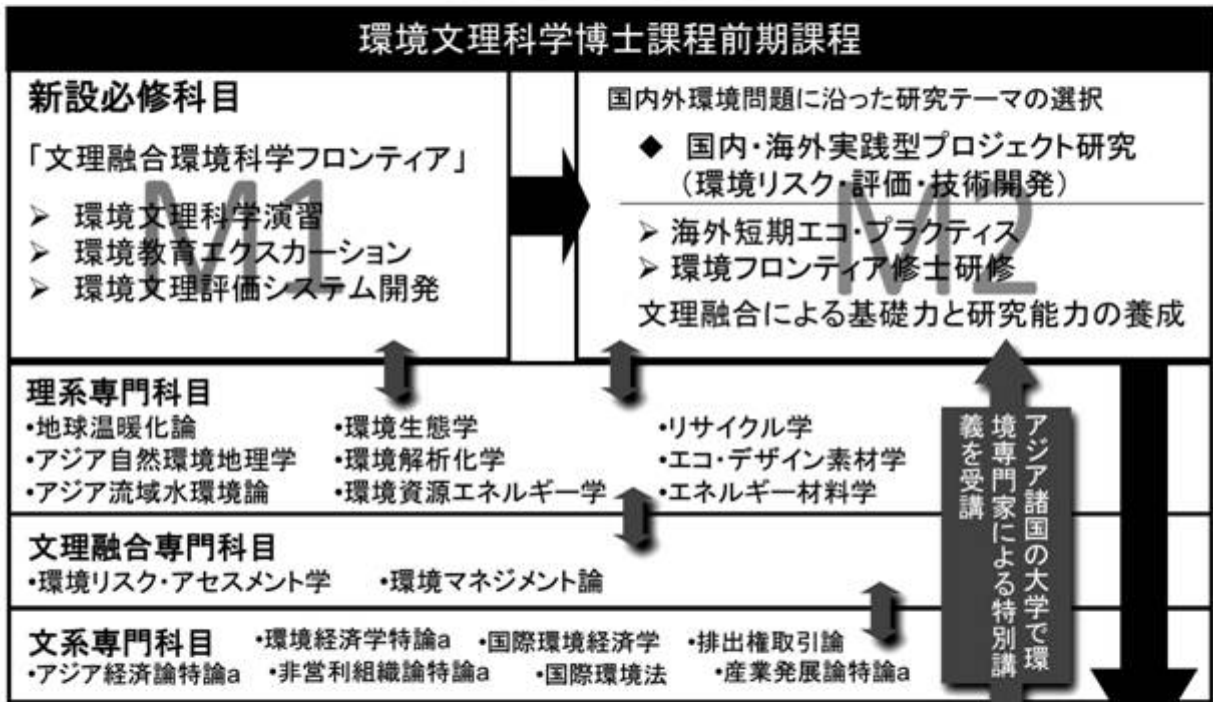 環境文理科学博士課程前期課程
新設必修科目
「文理融合環境科学フロンティア」
M1
➢ 環境文理科学演習
➢ 環境教育エクスカーション
➢ 環境文理評価システム開発
国内外環境問題に沿った研究テーマの選択
◆ 国内・海外実践型プロジェクト研究
（環境リスク・評価・技術開発）
M2
➢ 海外短期エコ・プラクティス
➢ 環境フロンティア修士研修
文理融合による基礎力と研究能力の養成
理系専門科目
•地球温暖化論 •環境生態学 •リサイクル学
•アジア自然環境地理学 •環境解析化学 •エコ・デザイン素材学
•アジア流域水環境論 •環境資源エネルギー学 •エネルギー材料学
文理融合専門科目
•環境リスク・アセスメント学 •環境マネジメント論
文系専門科目 •環境経済学特論a •国際環境経済学 •排出権取引論
•アジア経済論特論a •非営利組織論特論a •国際環境法 •産業発展論特論a
アジア諸国の大学で環
境専門家による特別講
義を受講